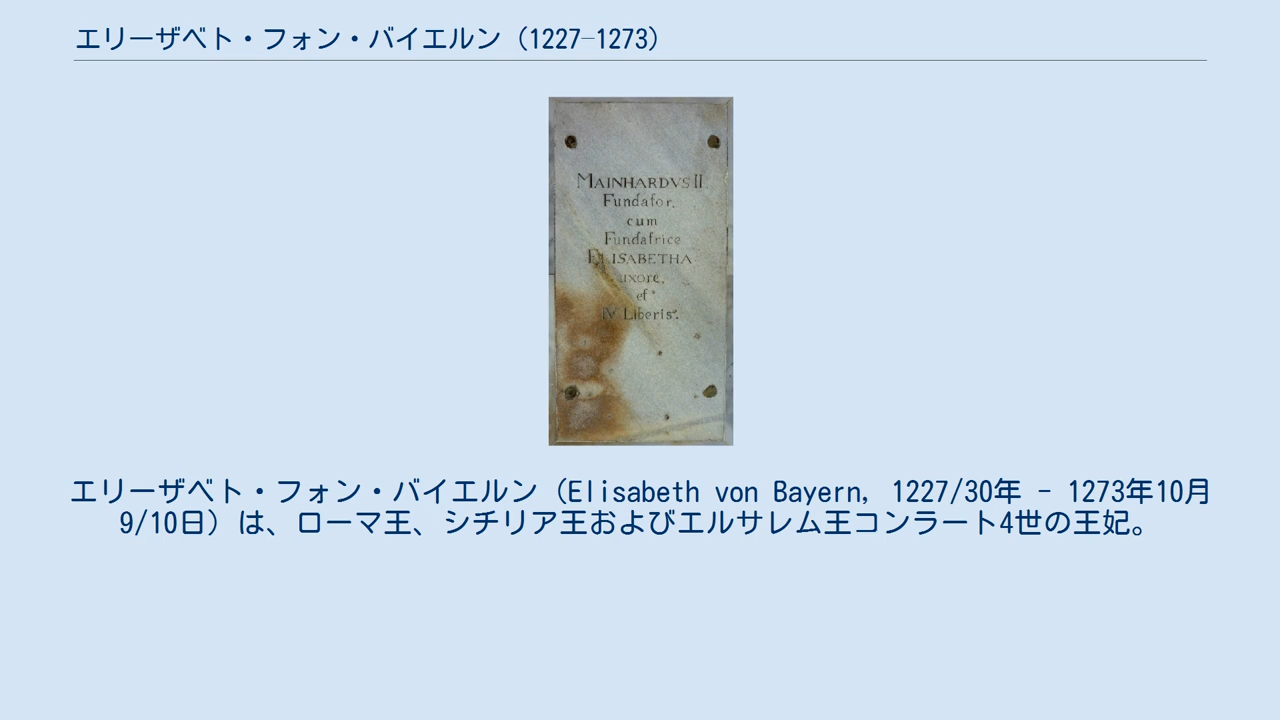 エリーザベト・フォン・バイエルン（1227–1273）
MAINHARDVS II
Fundator.
cum
Fundatrice
ELISABETHA
uxore,
et
IV Liberis.
エリーザベト・フォン・バイエルン（Elisabeth von Bayern, 1227/30年 - 1273年10月
9/10日）は、ローマ王、シチリア王およびエルサレム王コンラート4世の王妃。